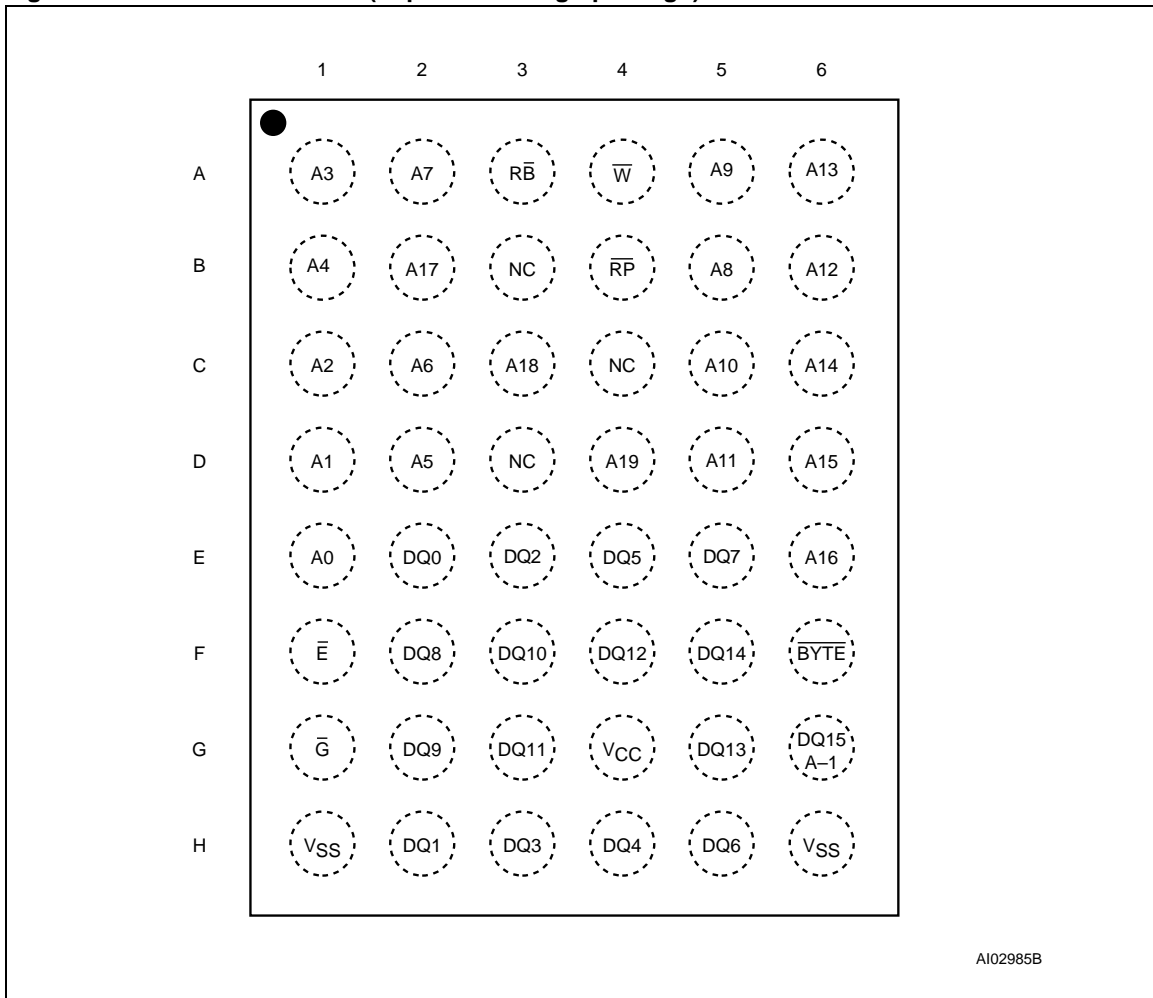 1 2 3 4 5 6
A A3 A7 RB̅ W̅ A9 A13
B A4 A17 NC R̅P̅ A8 A12
C A2 A6 A18 NC A10 A14
D A1 A5 NC A19 A11 A15
E A0 DQ0 DQ2 DQ5 DQ7 A16
F E̅ DQ8 DQ10 DQ12 DQ14 B̅Y̅T̅E̅
G G̅ DQ9 DQ11 VCC DQ13 DQ15 A–1
H VSS DQ1 DQ3 DQ4 DQ6 VSS
AI02985B